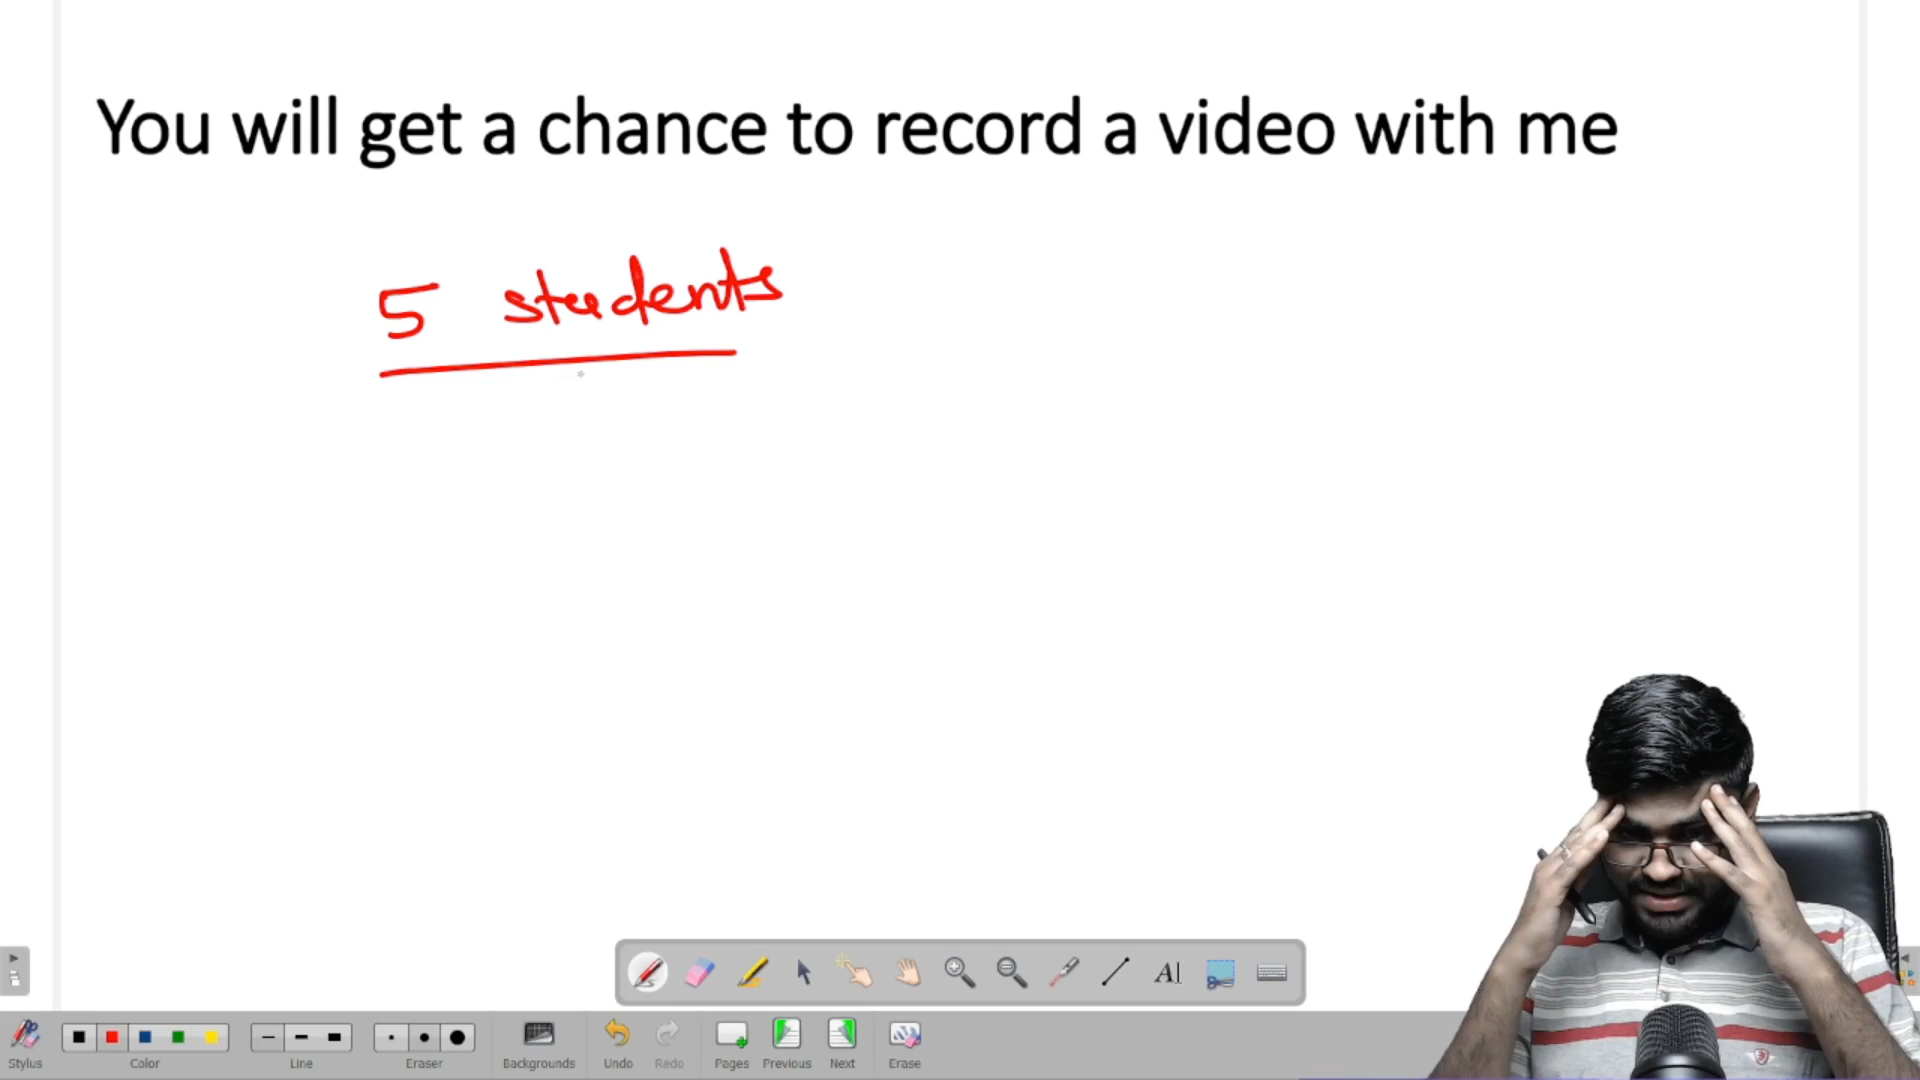 You will get a chance to record a video with me
5 students
AI
Stylus
Color
Line
Eraser
Backgrounds
Undo
Redo
Pages
Previous
Next
Erase